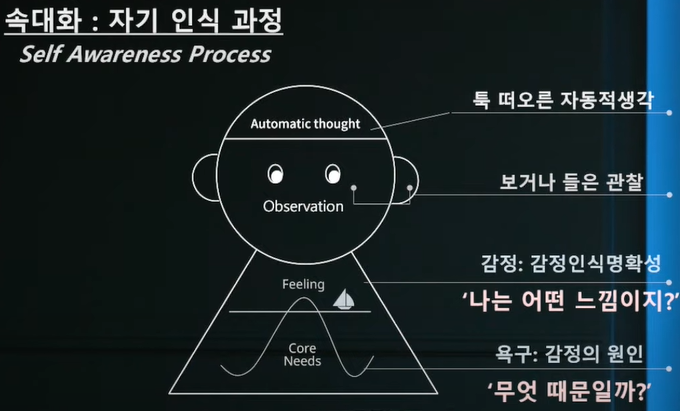 속대화 : 자기 인식 과정
Self Awareness Process
툭 떠오른 자동적생각
Automatic thought
보거나 들은 관찰
Observation
감정: 감정인식명확성
Feeling
‘나는 어떤 느낌이지?’
욕구: 감정의 원인
Core
Needs
‘무엇 때문일까?’